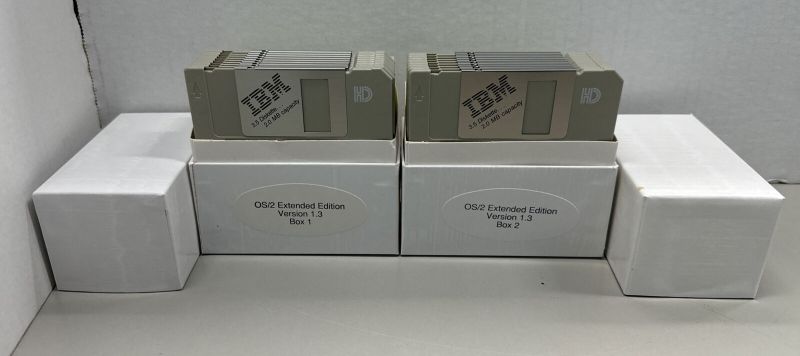 IBM
3.5 Diskette
2.0 MB capacity
HD
OS/2 Extended Edition
Version 1.3
Box 1
IBM
3.5 Diskette
2.0 MB capacity
HD
OS/2 Extended Edition
Version 1.3
Box 2